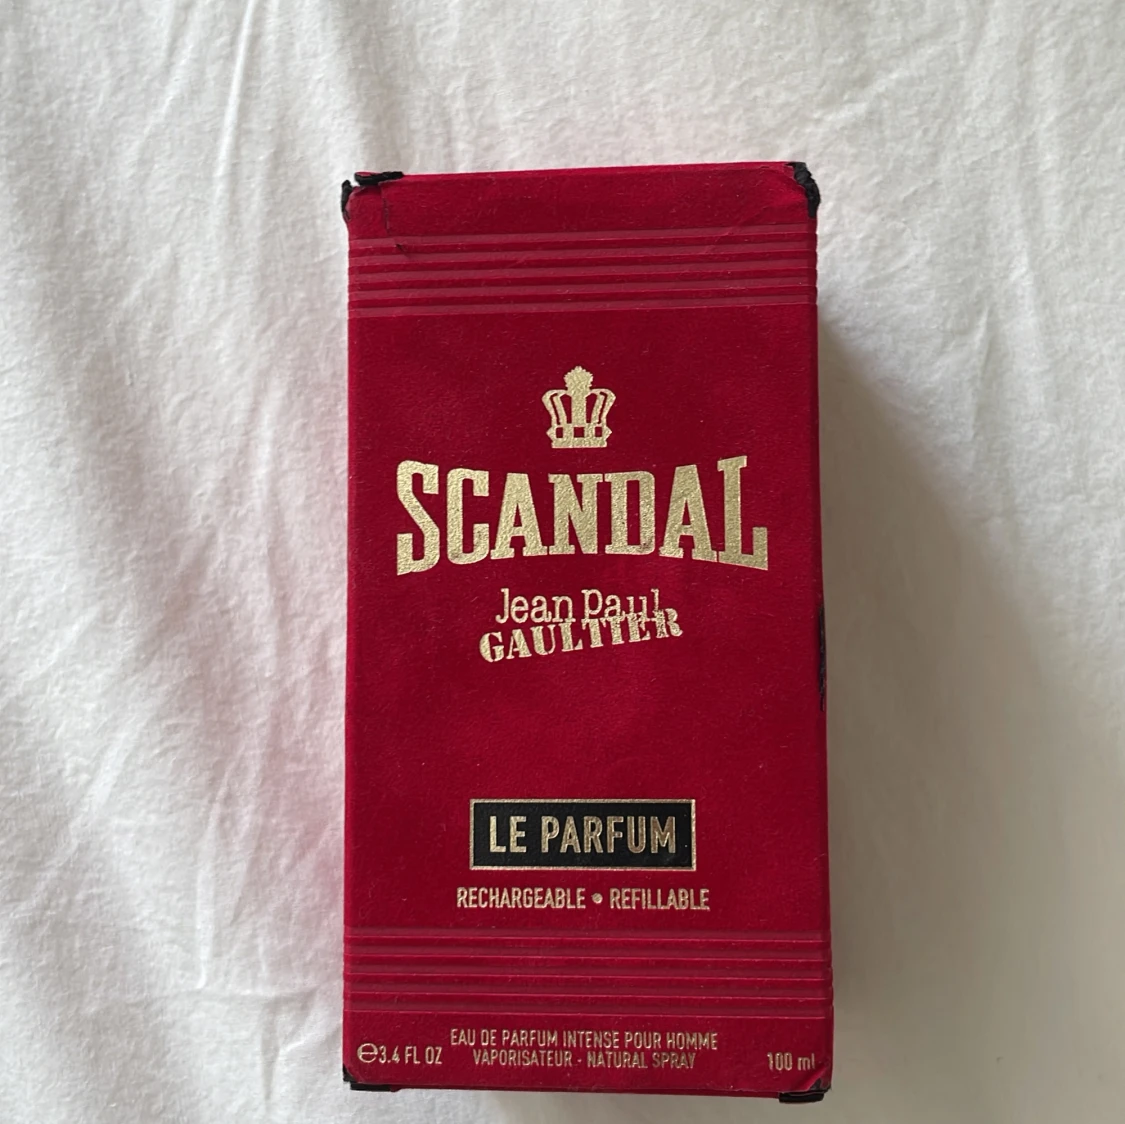 SCANDAL
Jean Paul
GAULTIER
LE PARFUM
RECHARGEABLE • REFILLABLE
EAU DE PARFUM INTENSE POUR HOMME
℮3.4 FL OZ VAPORISATEUR - NATURAL SPRAY 100 ml